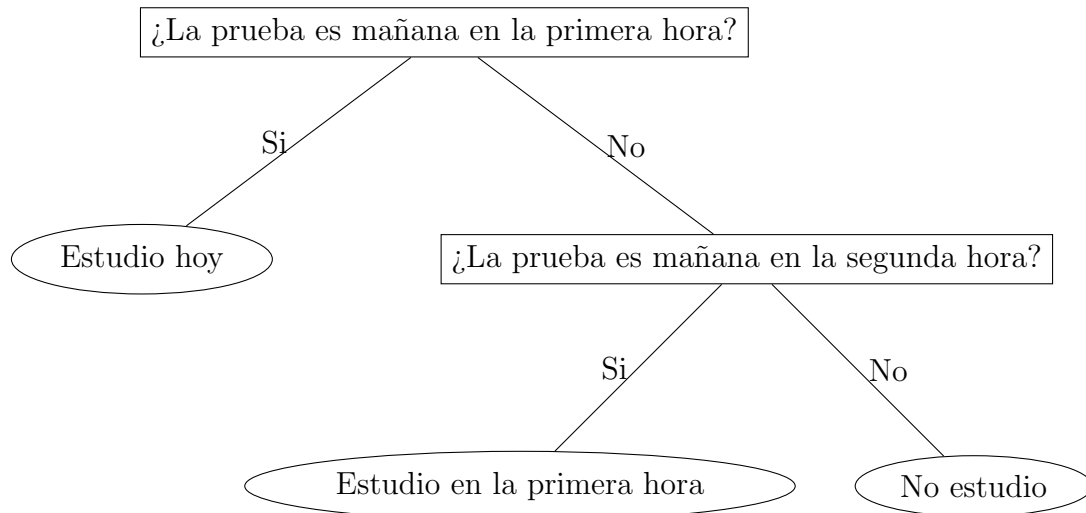 ¿La prueba es mañana en la primera hora?
Si
No
Estudio hoy
¿La prueba es mañana en la segunda hora?
Si
No
Estudio en la primera hora
No estudio